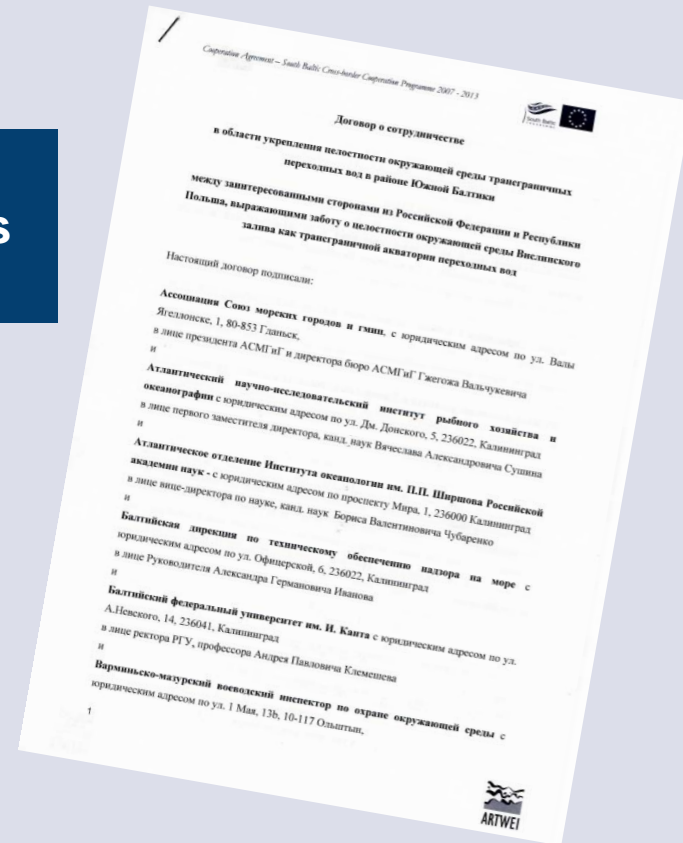 s
Cooperation Agreement – South Baltic Cross-border Cooperation Programme 2007 - 2013
South Baltic
Договор о сотрудничестве
в области укрепления целостности окружающей среды трансграничных
переходных вод в районе Южной Балтики
между заинтересованными сторонами из Российской Федерации и Республики
Польша, выражающими заботу о целостности окружающей среды Вислинского
залива как трансграничной акватории переходных вод
Настоящий договор подписали:
Ассоциация Союз морских городов и гмин, с юридическим адресом по ул. Валы
Ягеллонске, 1, 80-853 Гданьск,
в лице президента АСМГиГ и директора бюро АСМГиГ Гжегожа Вальчукевича
и
Атлантический научно-исследовательский институт рыбного хозяйства и
океанографии с юридическим адресом по ул. Дм. Донского, 5, 236022, Калининград
в лице первого заместителя директора, канд. наук Вячеслава Александровича Сушина
и
Атлантическое отделение Института океанологии им. П.П. Ширшова Российской
академии наук - с юридическим адресом по проспекту Мира, 1, 236000 Калининград
в лице вице-директора по науке, канд. наук Бориса Валентиновича Чубаренко
и
Балтийская дирекция по техническому обеспечению надзора на море с
юридическим адресом по ул. Офицерской, 6, 236022, Калининград
в лице Руководителя Александра Германовича Иванова
и
Балтийский федеральный университет им. И. Канта с юридическим адресом по ул.
А.Невского, 14, 236041, Калининград
в лице ректора РГУ, профессора Андрея Павловича Клемешева
и
Варминьско-мазурский воеводский инспектор по охране окружающей среды с
юридическим адресом по ул. 1 Мая, 13b, 10-117 Ольштын,
1
ARTWEI